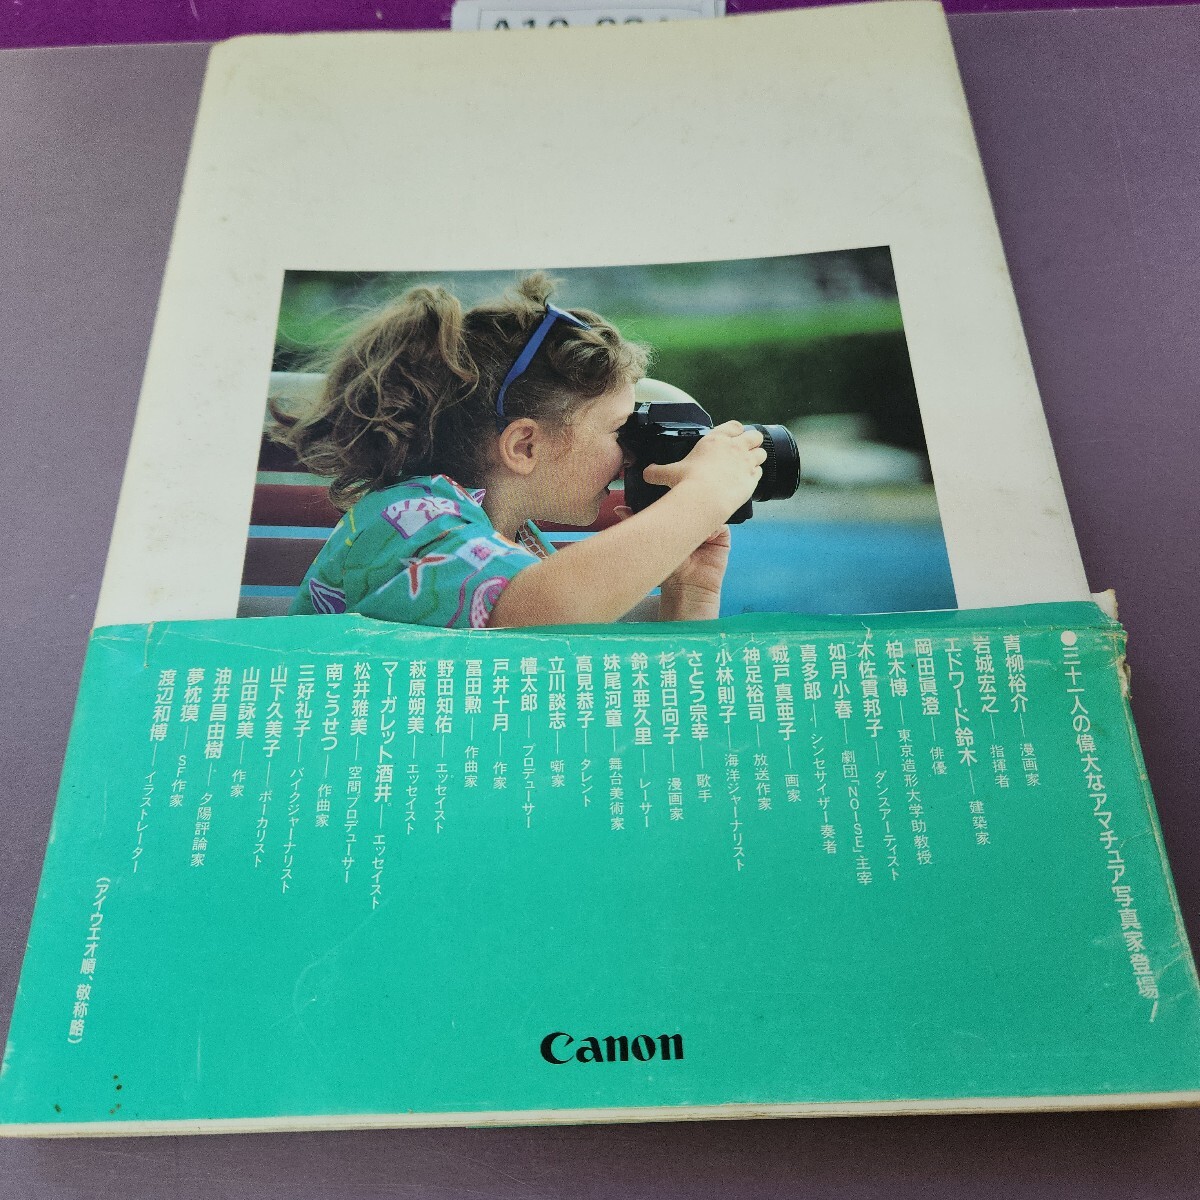 ●三十一人の偉大なアマチュア写真家登場!
青柳裕介——漫画家
岩城宏之——指揮者
エドワード鈴木——建築家
岡田眞澄——俳優
柏木博——東京造形大学助教授
木佐貫邦子——ダンスアーティスト
如月小春——劇団「NOISE」主宰
喜多郎——シンセサイザー奏者
城戸真亜子——画家
神足裕司——放送作家
小林則子——海洋ジャーナリスト
さとう宗幸——歌手
杉浦日向子——漫画家
鈴木亜久里——レーサー
妹尾河童——舞台美術家
高見恭子——タレント
立川談志——噺家
檀太郎——プロデューサー
戸井十月——作家
冨田勲——作曲家
野田知佑——エッセイスト
萩原朔美——エッセイスト
マーガレット酒井——エッセイスト
松井雅美——空間プロデューサー
南こうせつ——作曲家
三好礼子——バイクジャーナリスト
山下久美子——ボーカリスト
山田詠美——作家
油井昌由樹——夕陽評論家
夢枕獏——SF作家
渡辺和博——イラストレーター
(アイウエオ順、敬称略)
Canon